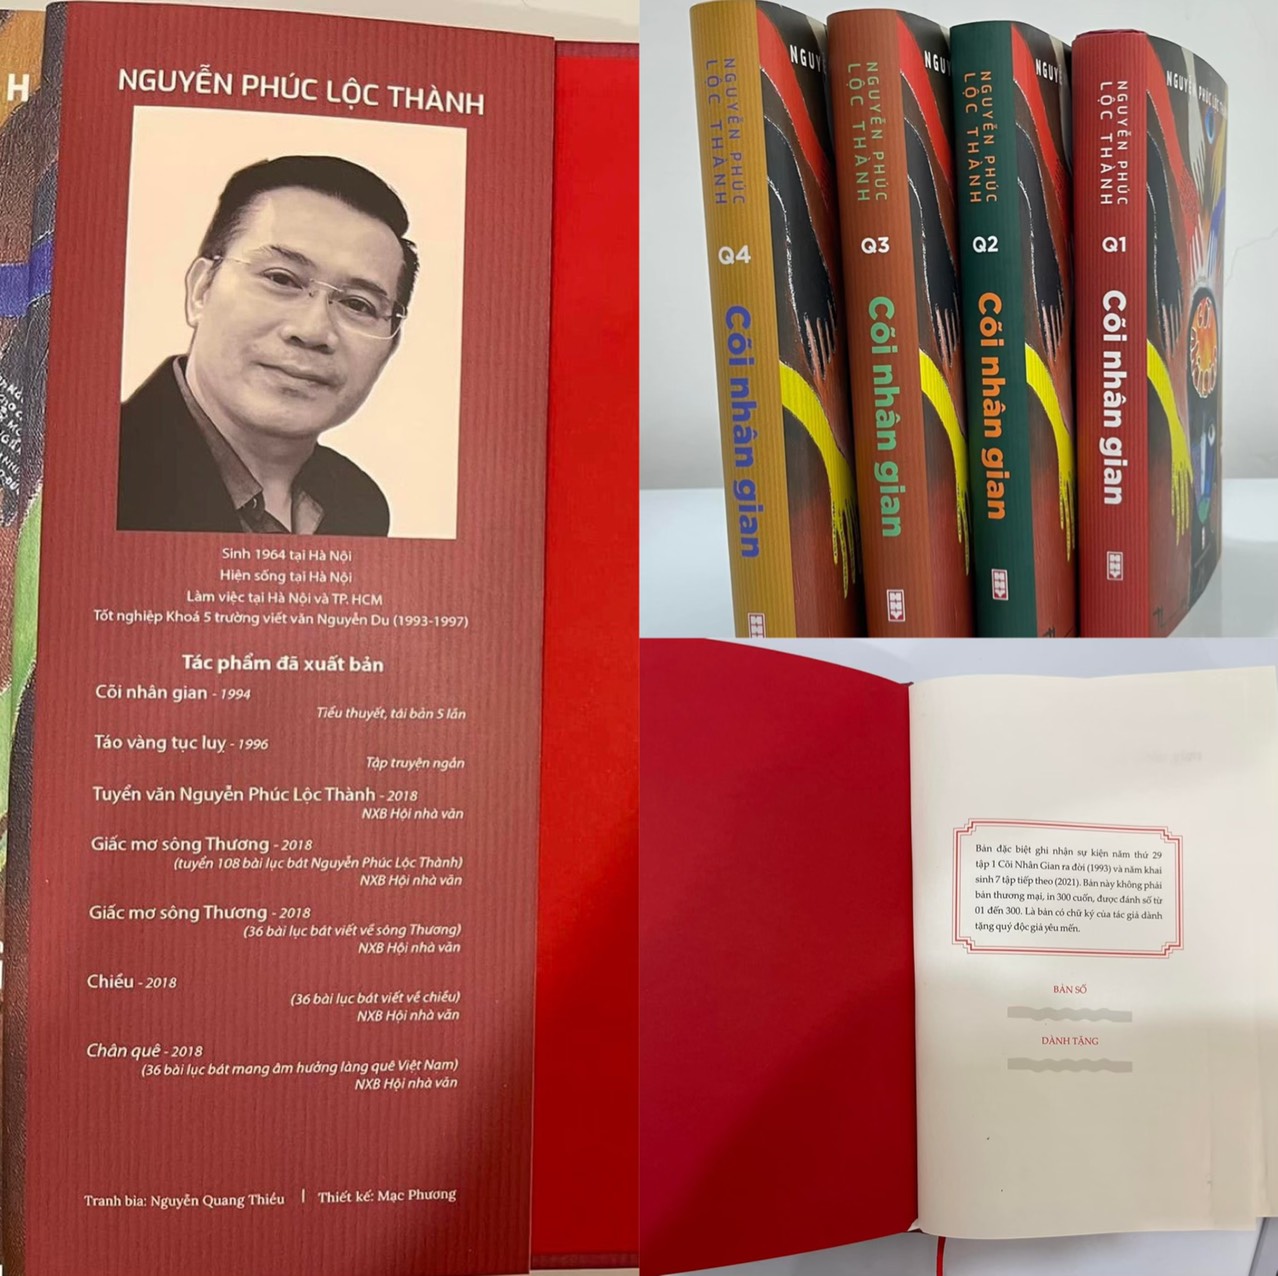 H
NGUYỄN PHÚC LỘC THÀNH
Sinh 1964 tại Hà Nội
Hiện sống tại Hà Nội
Làm việc tại Hà Nội và TP. HCM
Tốt nghiệp Khoá 5 trường viết văn Nguyễn Du (1993-1997)
Tác phẩm đã xuất bản
Cõi nhân gian - 1994
Tiểu thuyết, tái bản 5 lần
Táo vàng tục luỵ - 1996
Tập truyện ngắn
Tuyển văn Nguyễn Phúc Lộc Thành - 2018
NXB Hội nhà văn
Giấc mơ sông Thương - 2018
(tuyển 108 bài lục bát Nguyễn Phúc Lộc Thành)
NXB Hội nhà văn
Giấc mơ sông Thương - 2018
(36 bài lục bát viết về sông Thương)
NXB Hội nhà văn
Chiều - 2018
(36 bài lục bát viết về chiều)
NXB Hội nhà văn
Chân quê - 2018
(36 bài lục bát mang âm hưởng làng quê Việt Nam)
NXB Hội nhà văn
Tranh bìa: Nguyễn Quang Thiều | Thiết kế: Mạc Phương
NGUYỄN PHÚC
LỘC THÀNH
Q4
Cõi nhân gian
NGUYỄ
NGUYỄN PHÚC
LỘC THÀNH
Q3
Cõi nhân gian
NGUY
NGUYỄN PHÚC
LỘC THÀNH
Q2
Cõi nhân gian
NGUY
NGUYỄN PHÚC
LỘC THÀNH
Q1
Cõi nhân gian
NGUYỄN PHÚC LỘC THÀN
Bản đặc biệt ghi nhận sự kiện năm thứ 29
tập 1 Cõi Nhân Gian ra đời (1993) và năm khai
sinh 7 tập tiếp theo (2021). Bản này không phải
bán thương mại, in 300 cuốn, được đánh số từ
01 đến 300. Là bản có chữ ký của tác giả dành
tặng quý độc giả yêu mến.
BẢN SỐ
DÀNH TẶNG